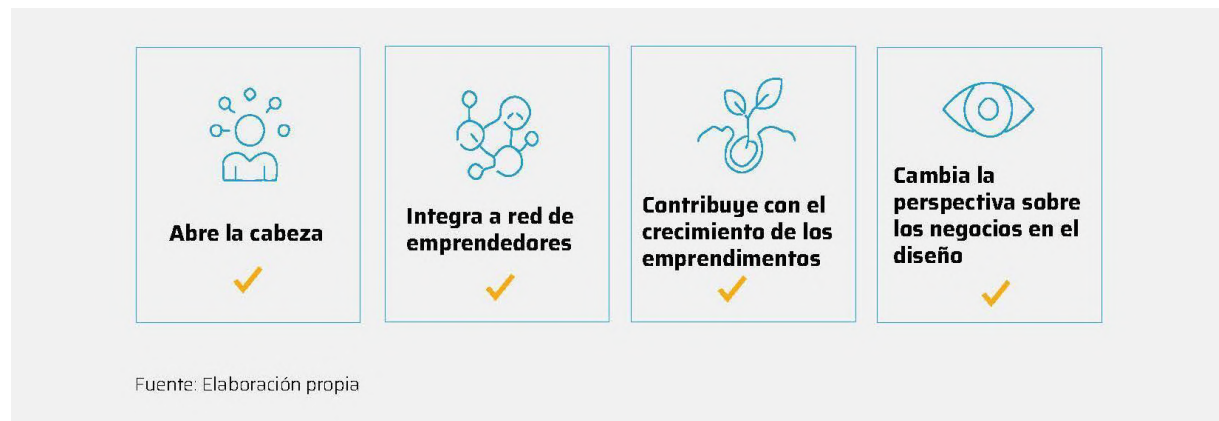 Abre la cabeza
Integra a red de
emprendedores
Contribuye con el
crecimiento de los
emprendimentos
Cambia la
perspectiva sobre
los negocios en el
diseño
Fuente: Elaboración propia